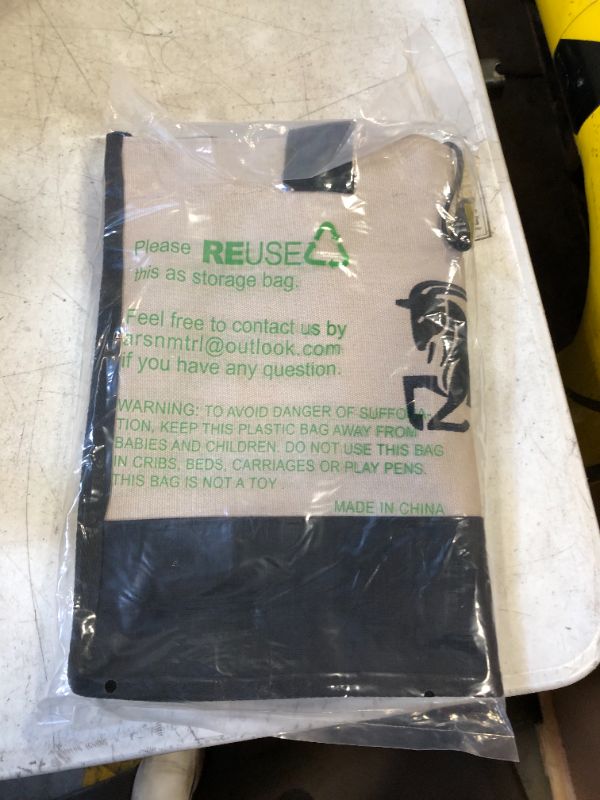 Please REUSE
this as storage bag.
Feel free to contact us by
arsnmtrl@outlook.com
if you have any question.
WARNING: TO AVOID DANGER OF SUFFOCA-
TION, KEEP THIS PLASTIC BAG AWAY FROM
BABIES AND CHILDREN. DO NOT USE THIS BAG
IN CRIBS, BEDS, CARRIAGES OR PLAY PENS.
THIS BAG IS NOT A TOY.
MADE IN CHINA